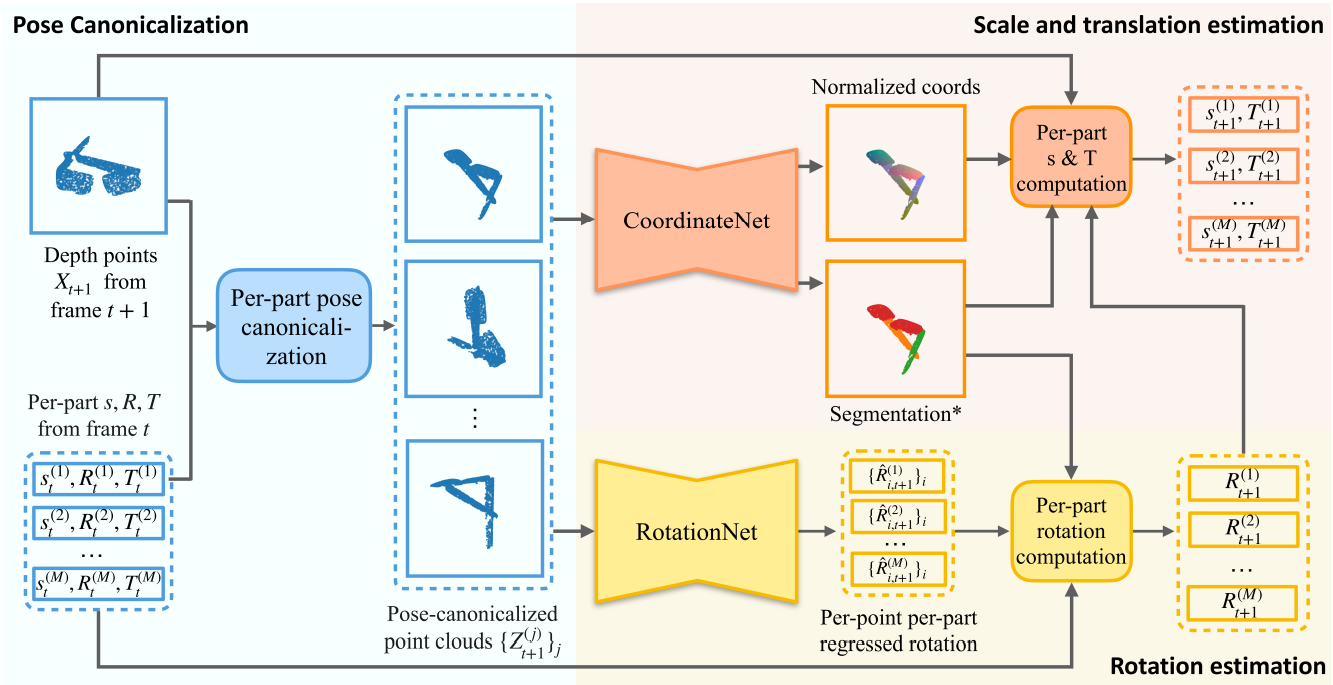 Pose Canonicalization
Scale and translation estimation
Depth points
$X_{t+1}$ from
frame $t+1$
Per-part $s, R, T$
from frame $t$
$s_t^{(1)}, R_t^{(1)}, T_t^{(1)}$
$s_t^{(2)}, R_t^{(2)}, T_t^{(2)}$
...
$s_t^{(M)}, R_t^{(M)}, T_t^{(M)}$
Per-part pose
canonicali-
zation
⋮
Pose-canonicalized
point clouds $\{Z_{t+1}^{(j)}\}_j$
CoordinateNet
Normalized coords
Segmentation*
Per-part
s & T
computation
$s_{t+1}^{(1)}, T_{t+1}^{(1)}$
$s_{t+1}^{(2)}, T_{t+1}^{(2)}$
...
$s_{t+1}^{(M)}, T_{t+1}^{(M)}$
RotationNet
$\{\hat{R}_{i,t+1}^{(1)}\}_i$
$\{\hat{R}_{i,t+1}^{(2)}\}_i$
...
$\{\hat{R}_{i,t+1}^{(M)}\}_i$
Per-point per-part
regressed rotation
Per-part
rotation
computation
$R_{t+1}^{(1)}$
$R_{t+1}^{(2)}$
...
$R_{t+1}^{(M)}$
Rotation estimation